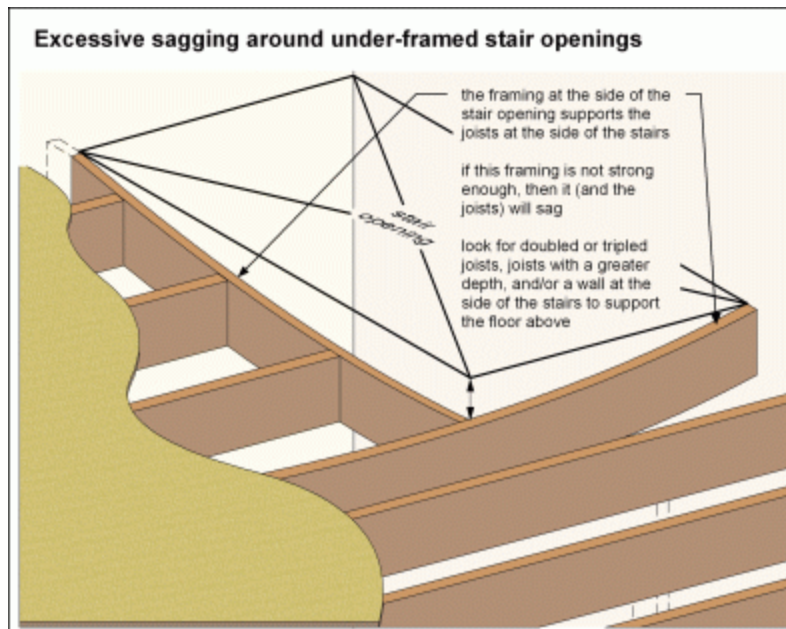 Excessive sagging around under-framed stair openings
the framing at the side of the
stair opening supports the
joists at the side of the stairs
if this framing is not strong
enough, then it (and the
joists) will sag
look for doubled or tripled
joists, joists with a greater
depth, and/or a wall at the
side of the stairs to support
the floor above
stair
opening